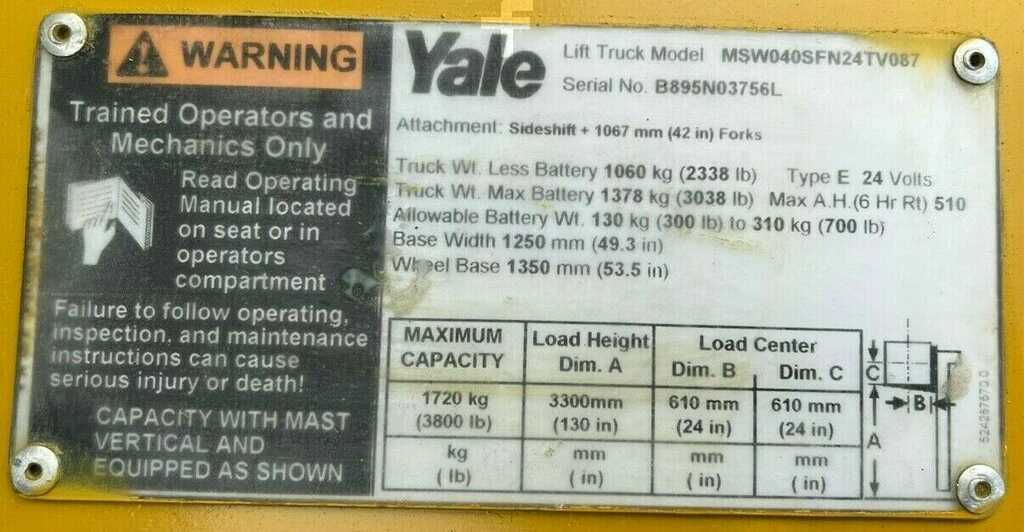 WARNING
Trained Operators and
Mechanics Only
Read Operating
Manual located
on seat or in
operators
compartment
Failure to follow operating,
inspection, and maintenance
instructions can cause
serious injury or death!
CAPACITY WITH MAST
VERTICAL AND
EQUIPPED AS SHOWN
Yale
Lift Truck Model MSW040SFN24TV087
Serial No. B895N03756L
Attachment: Sideshift + 1067 mm (42 in) Forks
Truck Wt. Less Battery 1060 kg (2338 lb) Type E 24 Volts
Truck Wt. Max Battery 1378 kg (3038 lb) Max A.H.(6 Hr Rt) 510
Allowable Battery Wt. 130 kg (300 lb) to 310 kg (700 lb)
Base Width 1250 mm (49.3 in)
Wheel Base 1350 mm (53.5 in)
MAXIMUM CAPACITY Load Height Dim. A Load Center
Dim. B Dim. C
1720 kg 3300mm 610 mm 610 mm
(3800 lb) (130 in) (24 in) (24 in)
kg mm mm mm
( lb) (in) ( in) ( in)
C
B
A
524267670.0